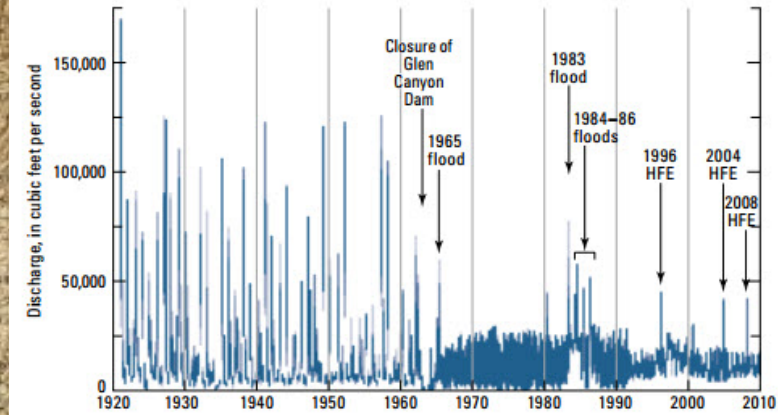 Discharge, in cubic feet per second
150,000
100,000
50,000
0
Closure of
Glen
Canyon
Dam
1965
flood
1983
flood
1984–86
floods
1996
HFE
2004
HFE
2008
HFE
1920 1930 1940 1950 1960 1970 1980 1990 2000 2010